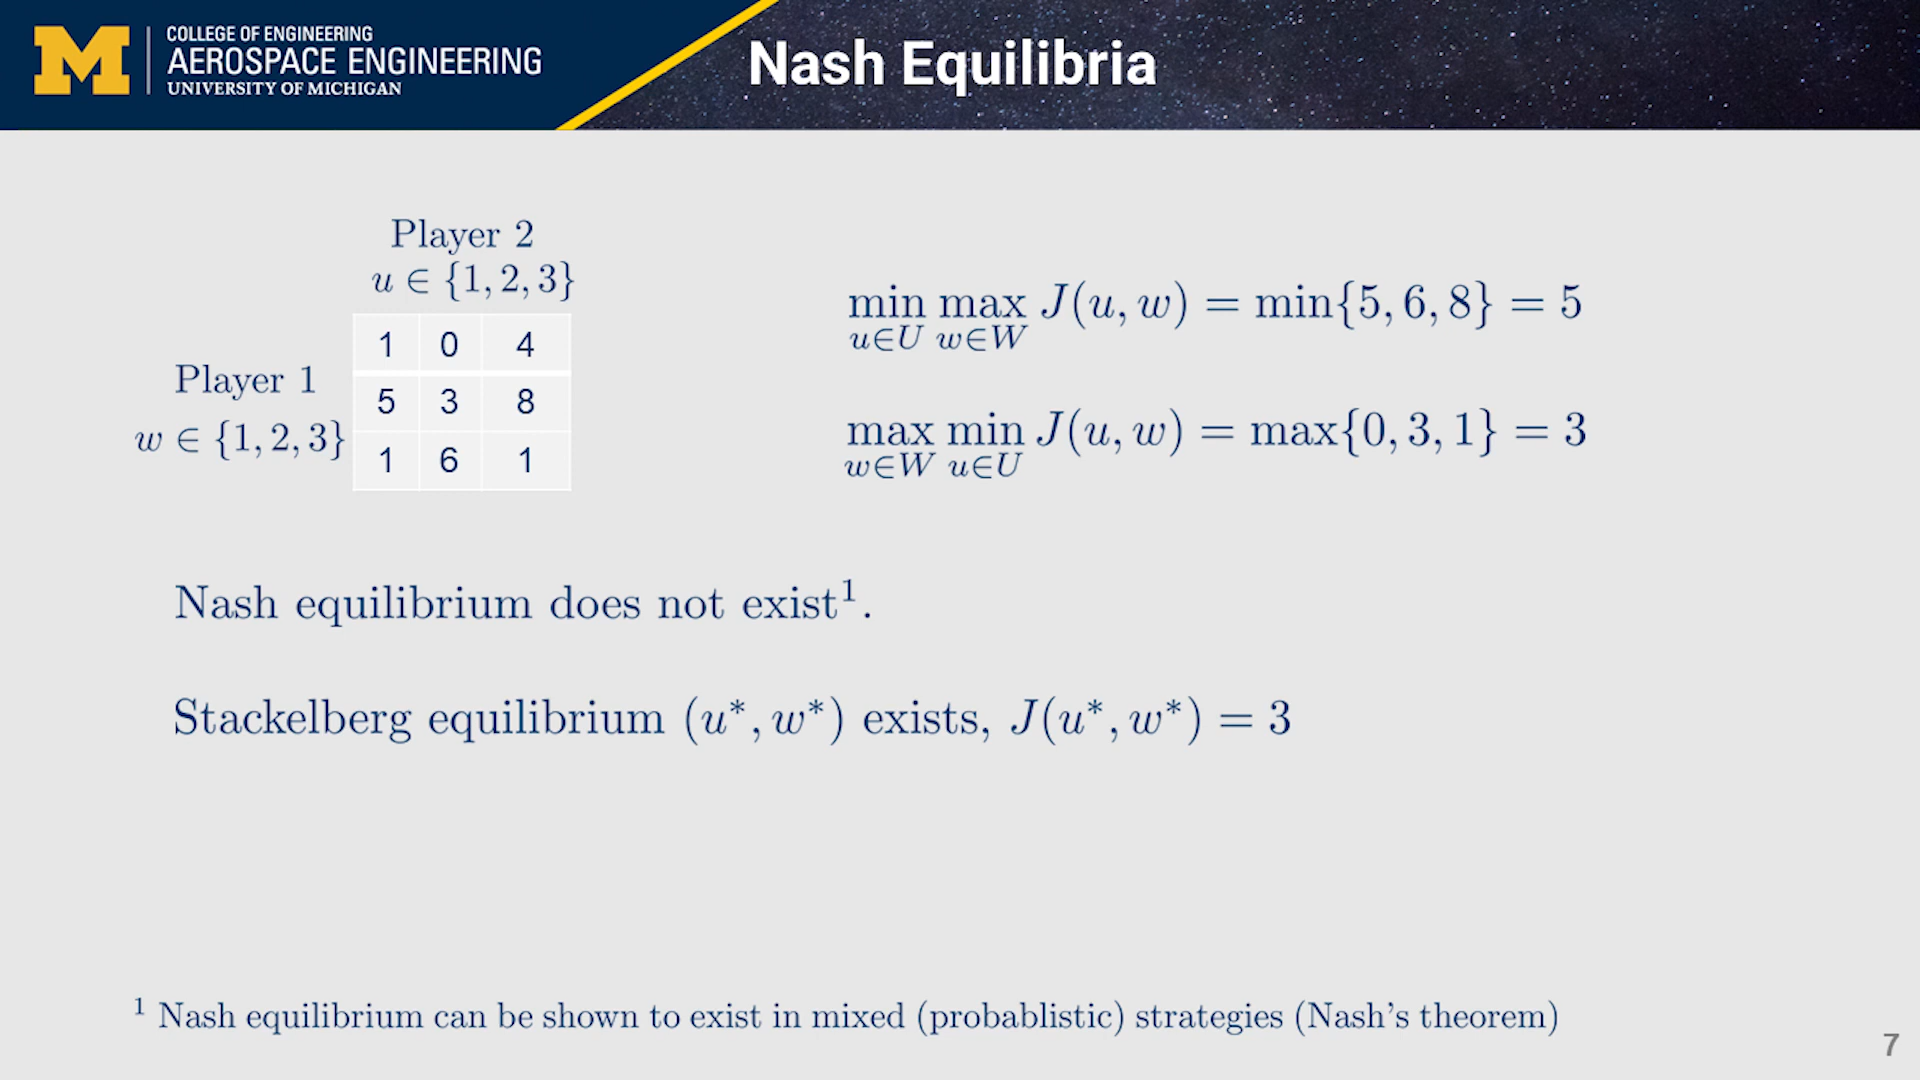 COLLEGE OF ENGINEERING
AEROSPACE ENGINEERING
UNIVERSITY OF MICHIGAN
Nash Equilibria
Player 2
u ∈ {1, 2, 3}
Player 1
w ∈ {1, 2, 3}
1 0 4
5 3 8
1 6 1
min max J(u, w) = min{5, 6, 8} = 5
u∈U w∈W
max min J(u, w) = max{0, 3, 1} = 3
w∈W u∈U
Nash equilibrium does not exist¹.
Stackelberg equilibrium (u*, w*) exists, J(u*, w*) = 3
¹ Nash equilibrium can be shown to exist in mixed (probablistic) strategies (Nash's theorem)
7